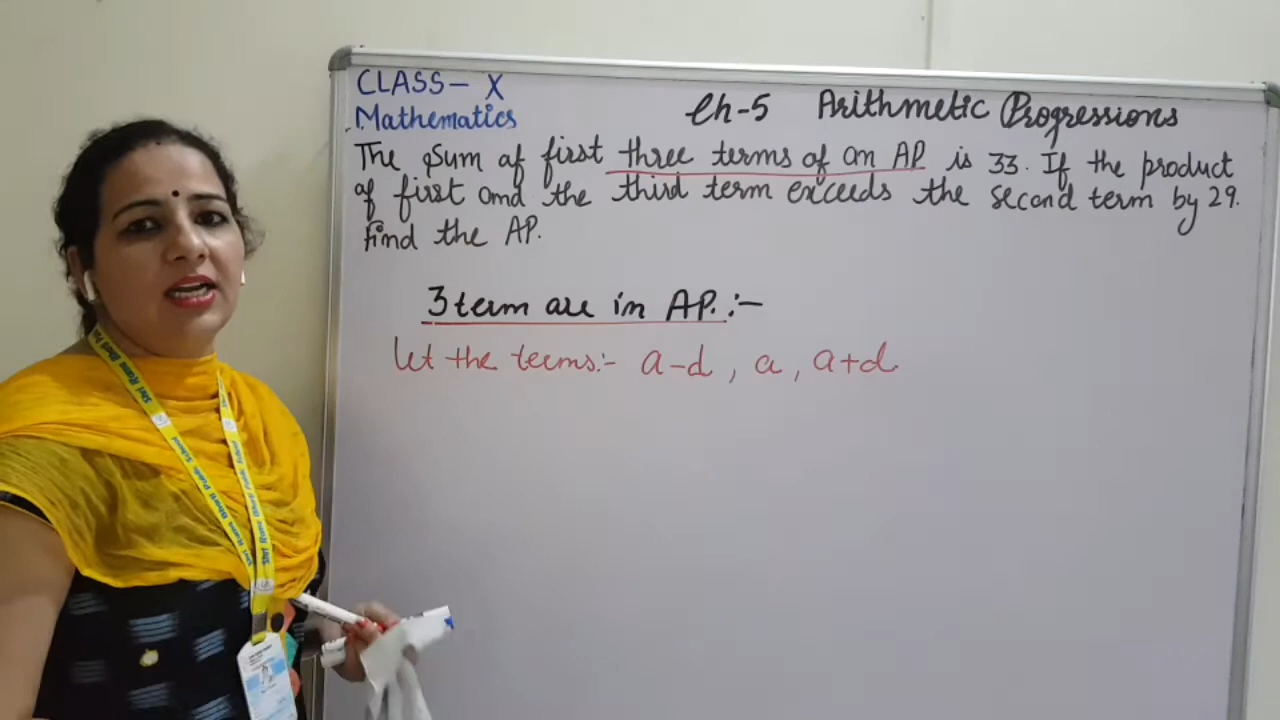 CLASS- X
Mathematics
Ch-5 Arithmetic Progressions
The Sum of first three terms of an AP is 33. If the product
of first and the third term exceeds the second term by 29.
Find the AP.
3 term are in AP.:-
Let the terms:- a-d, a, a+d